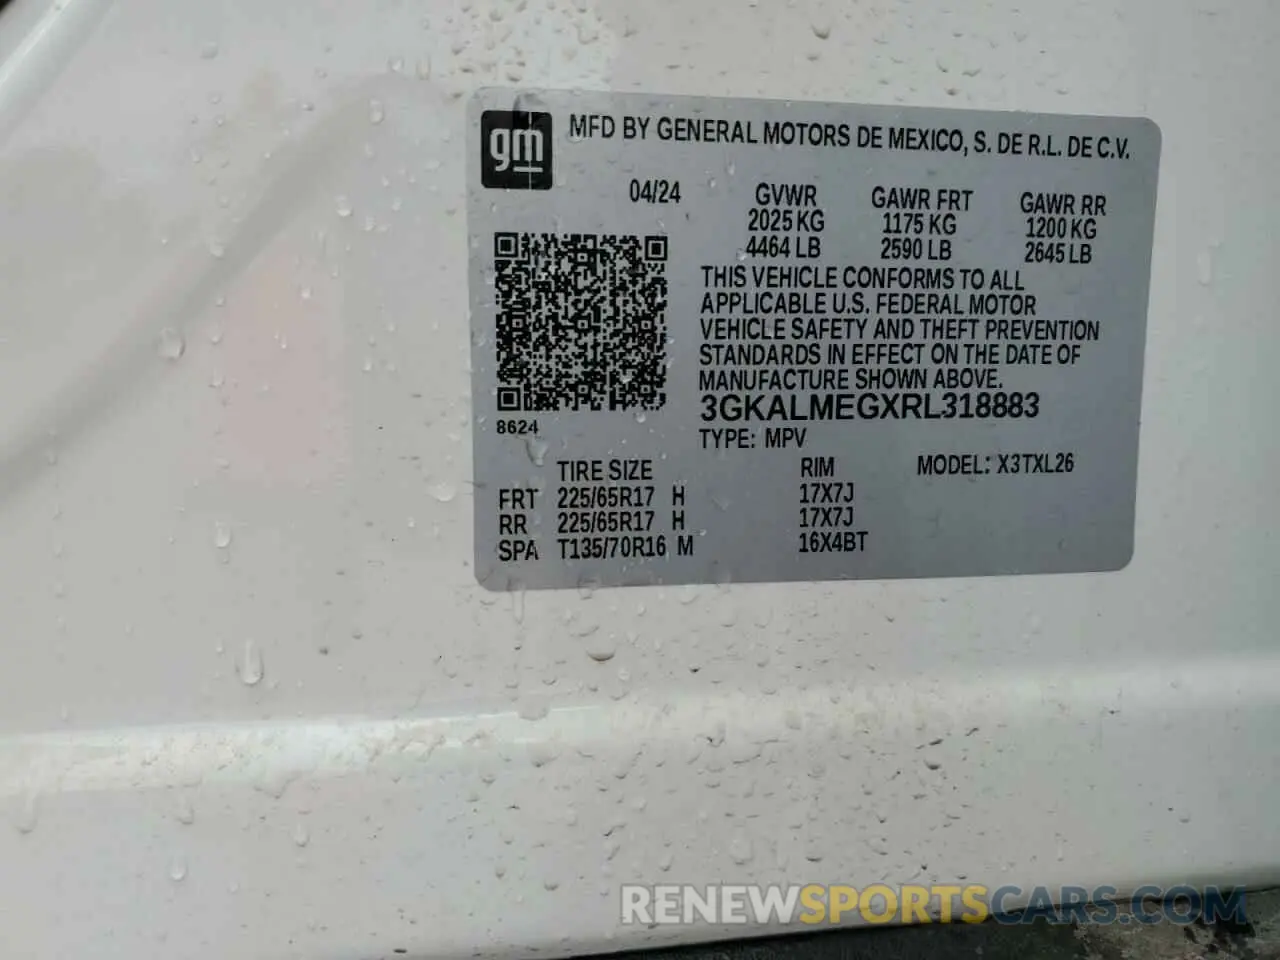 gm
MFD BY GENERAL MOTORS DE MEXICO, S. DE R.L. DE C.V.
04/24 GVWR GAWR FRT GAWR RR
2025 KG 1175 KG 1200 KG
4464 LB 2590 LB 2645 LB
THIS VEHICLE CONFORMS TO ALL
APPLICABLE U.S. FEDERAL MOTOR
VEHICLE SAFETY AND THEFT PREVENTION
STANDARDS IN EFFECT ON THE DATE OF
MANUFACTURE SHOWN ABOVE.
3GKALMEGXRL318883
8624
TYPE: MPV
TIRE SIZE RIM MODEL: X3TXL26
FRT 225/65R17 H 17X7J
RR 225/65R17 H 17X7J
SPA T135/70R16 M 16X4BT
RENEWSPORTSCARS.COM